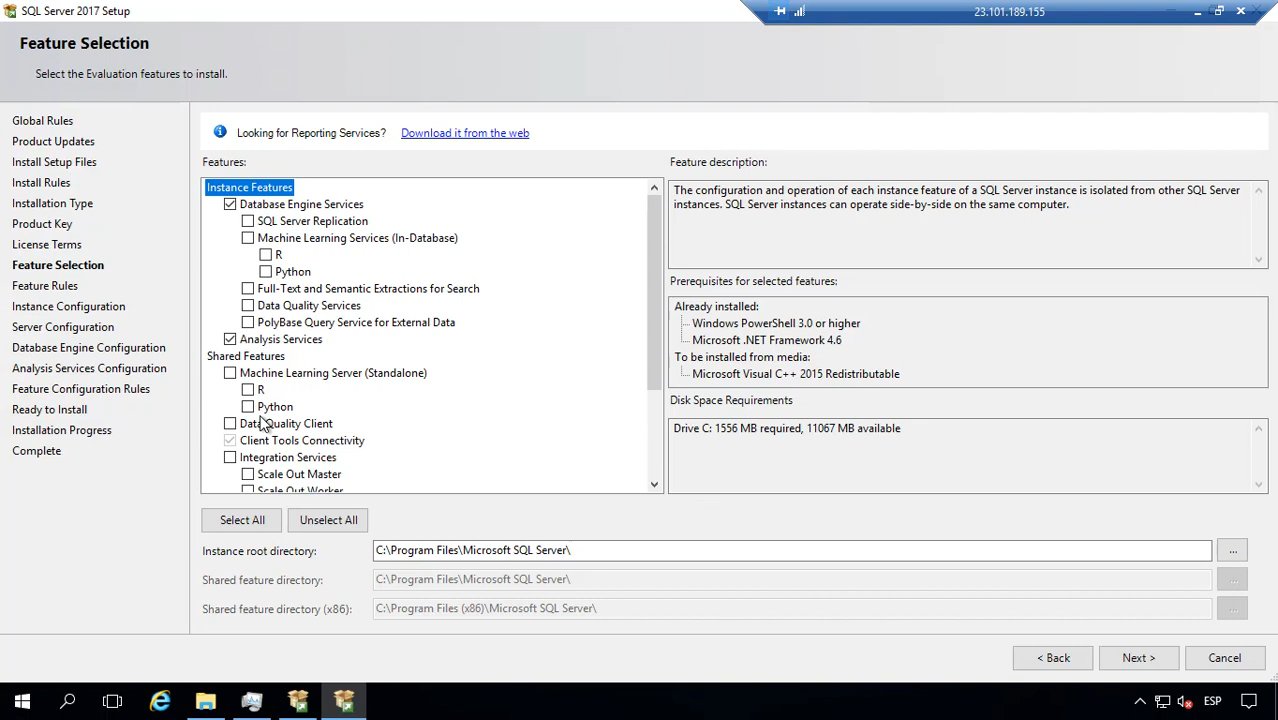 SQL Server 2017 Setup
23.101.189.155
Feature Selection
Select the Evaluation features to install.
Global Rules
Product Updates
Install Setup Files
Install Rules
Installation Type
Product Key
License Terms
Feature Selection
Feature Rules
Instance Configuration
Server Configuration
Database Engine Configuration
Analysis Services Configuration
Feature Configuration Rules
Ready to Install
Installation Progress
Complete
Looking for Reporting Services? Download it from the web
Features:
Instance Features
Database Engine Services
SQL Server Replication
Machine Learning Services (In-Database)
R
Python
Full-Text and Semantic Extractions for Search
Data Quality Services
PolyBase Query Service for External Data
Analysis Services
Shared Features
Machine Learning Server (Standalone)
R
Python
Data Quality Client
Client Tools Connectivity
Integration Services
Scale Out Master
Scale Out Worker
Feature description:
The configuration and operation of each instance feature of a SQL Server instance is isolated from other SQL Server
instances. SQL Server instances can operate side-by-side on the same computer.
Prerequisites for selected features:
Already installed:
Windows PowerShell 3.0 or higher
Microsoft .NET Framework 4.6
To be installed from media:
Microsoft Visual C++ 2015 Redistributable
Disk Space Requirements
Drive C: 1556 MB required, 11067 MB available
Select All
Unselect All
Instance root directory: C:\Program Files\Microsoft SQL Server\ ...
Shared feature directory: C:\Program Files\Microsoft SQL Server\ ...
Shared feature directory (x86): C:\Program Files (x86)\Microsoft SQL Server\ ...
< Back
Next >
Cancel
ESP